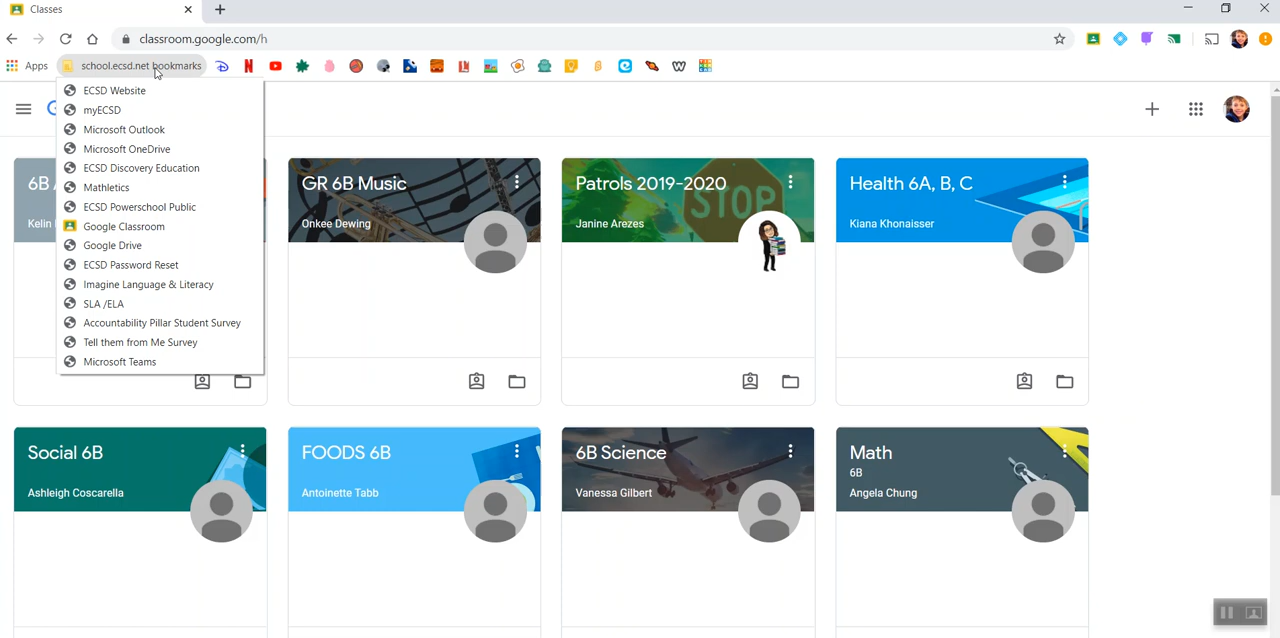 Classes
classroom.google.com/h
Apps
school.ecsd.net bookmarks
ECSD Website
myECSD
Microsoft Outlook
Microsoft OneDrive
ECSD Discovery Education
Mathletics
ECSD Powerschool Public
Google Classroom
Google Drive
ECSD Password Reset
Imagine Language & Literacy
SLA /ELA
Accountability Pillar Student Survey
Tell them from Me Survey
Microsoft Teams
6B
Kelin
GR 6B Music
Onkee Dewing
Patrols 2019-2020
Janine Arezes
STOP
Health 6A, B, C
Kiana Khonaisser
Social 6B
Ashleigh Coscarella
FOODS 6B
Antoinette Tabb
6B Science
Vanessa Gilbert
Math
6B
Angela Chung